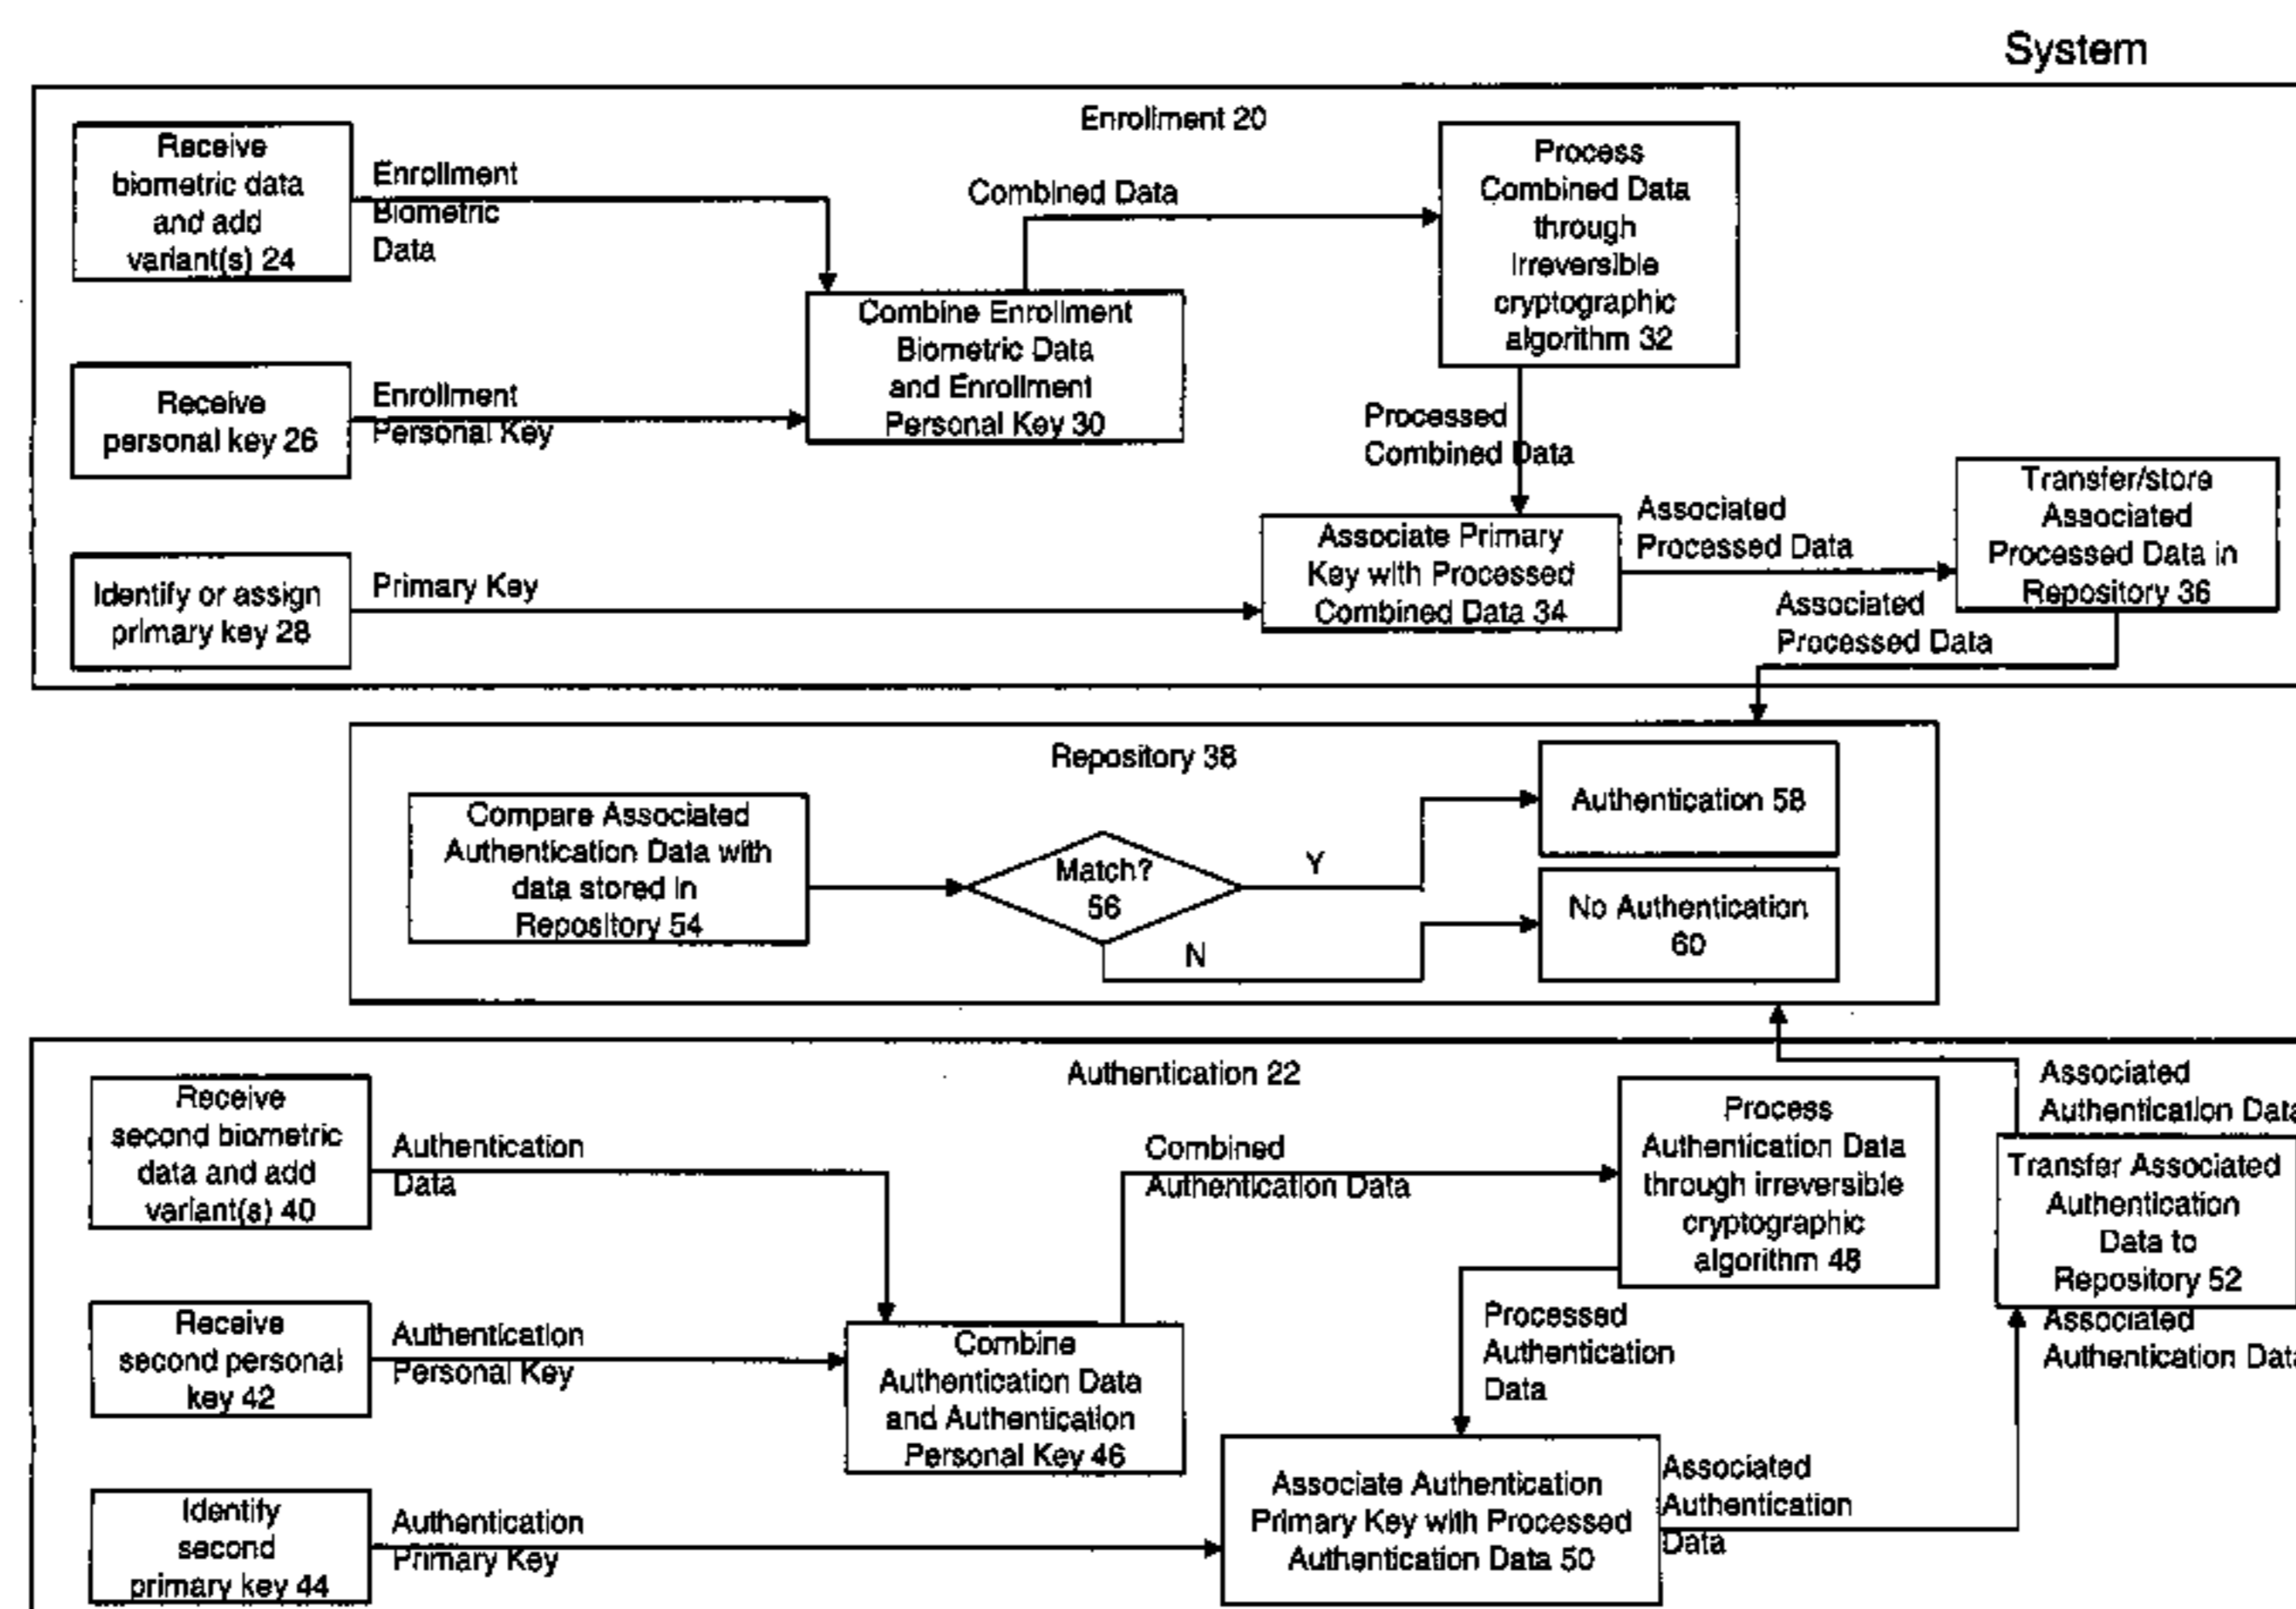 System
Enrollment 20
Receive
biometric data
and add
variant(s) 24
Enrollment
Biometric
Data
Combined Data
Process
Combined Data
through
irreversible
cryptographic
algorithm 32
Combine Enrollment
Biometric Data
and Enrollment
Personal Key 30
Receive
personal key 26
Enrollment
Personal Key
Processed
Combined Data
Identify or assign
primary key 28
Primary Key
Associate Primary
Key with Processed
Combined Data 34
Associated
Processed Data
Transfer/store
Associated
Processed Data in
Repository 36
Associated
Processed Data
Repository 38
Compare Associated
Authentication Data with
data stored in
Repository 54
Match?
56
Y
N
Authentication 58
No Authentication
60
Authentication 22
Receive
second biometric
data and add
variant(s) 40
Authentication
Data
Combined
Authentication Data
Process
Authentication Data
through irreversible
cryptographic
algorithm 48
Associated
Authentication Data
Transfer Associated
Authentication
Data to
Repository 52
Associated
Authentication Data
Receive
second personal
key 42
Authentication
Personal Key
Combine
Authentication Data
and Authentication
Personal Key 46
Processed
Authentication
Data
Identify
second
primary key 44
Authentication
Primary Key
Associate Authentication
Primary Key with Processed
Authentication Data 50
Associated
Authentication
Data